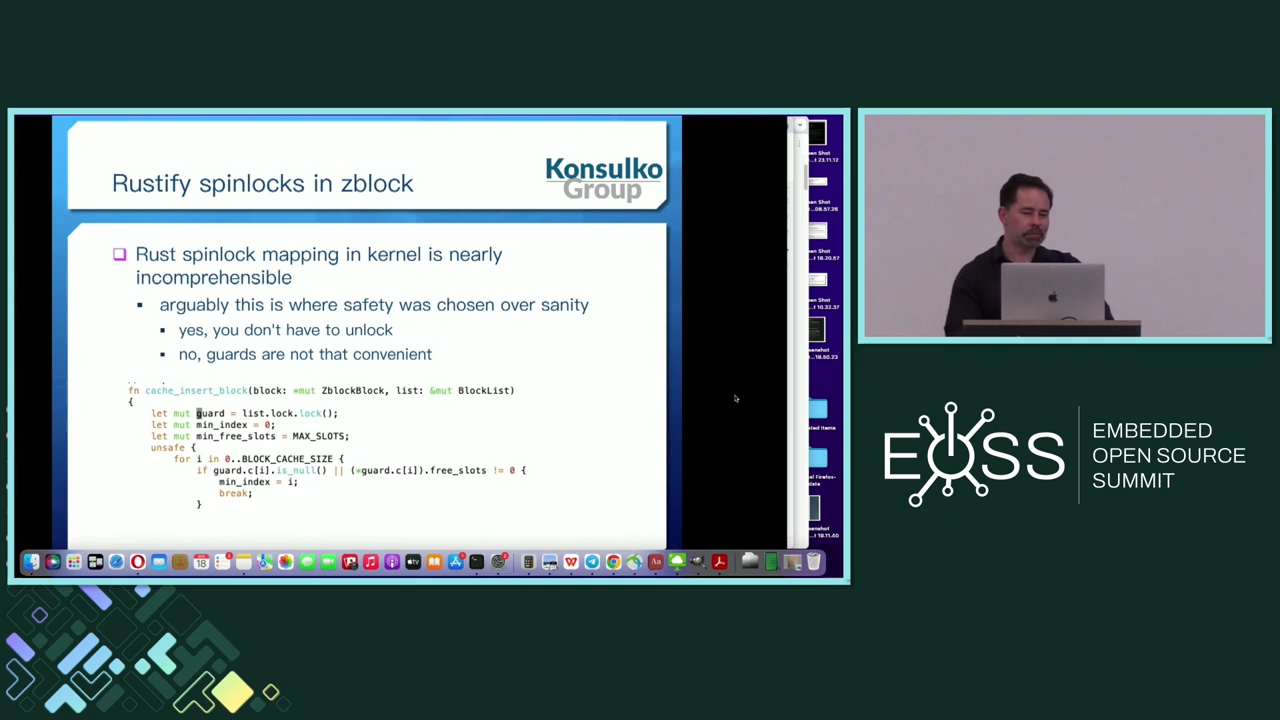 Rustify spinlocks in zblock
Konsulko
Group
Rust spinlock mapping in kernel is nearly
incomprehensible
arguably this is where safety was chosen over sanity
yes, you don't have to unlock
no, guards are not that convenient
fn cache_insert_block(block: *mut ZblockBlock, list: &mut BlockList)
{
let mut guard = list.lock.lock();
let mut min_index = 0;
let mut min_free_slots = MAX_SLOTS;
unsafe {
for i in 0..BLOCK_CACHE_SIZE {
if guard.c[i].is_null() || (*guard.c[i]).free_slots != 0 {
min_index = i;
break;
}
EOSS
EMBEDDED
OPEN SOURCE
SUMMIT